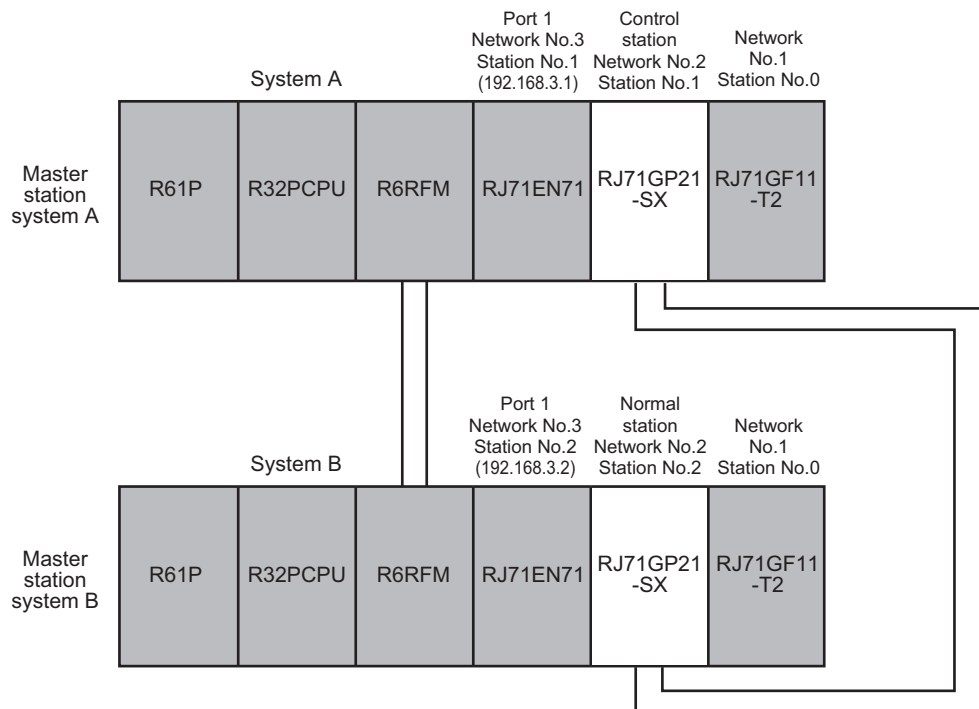 Port 1
Network No.3
Station No.1
(192.168.3.1)
Control
station
Network No.2
Station No.1
Network
No.1
Station No.0
System A
Master
station
system A
R61P
R32PCPU
R6RFM
RJ71EN71
RJ71GP21
-SX
RJ71GF11
-T2
Port 1
Network No.3
Station No.2
(192.168.3.2)
Normal
station
Network No.2
Station No.2
Network
No.1
Station No.0
System B
Master
station
system B
R61P
R32PCPU
R6RFM
RJ71EN71
RJ71GP21
-SX
RJ71GF11
-T2